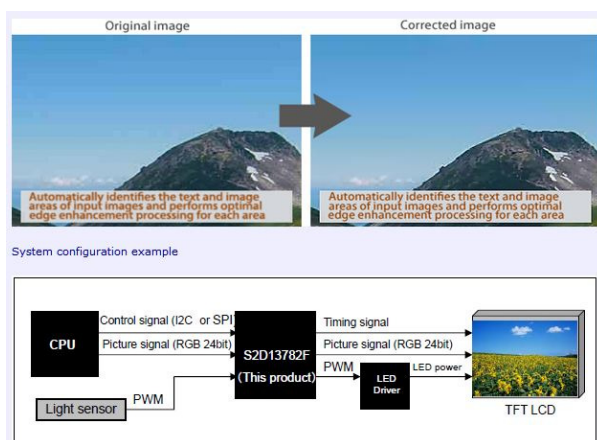 Original image
Corrected image
Automatically identifies the text and image
areas of input images and performs optimal
edge enhancement processing for each area
Automatically identifies the text and image
areas of input images and performs optimal
edge enhancement processing for each area
System configuration example
Control signal (I2C or SPI)
Timing signal
CPU
Picture signal (RGB 24bit)
S2D13782F
Picture signal (RGB 24bit)
(This product)
PWM
LED power
LED
Driver
Light sensor
PWM
TFT LCD